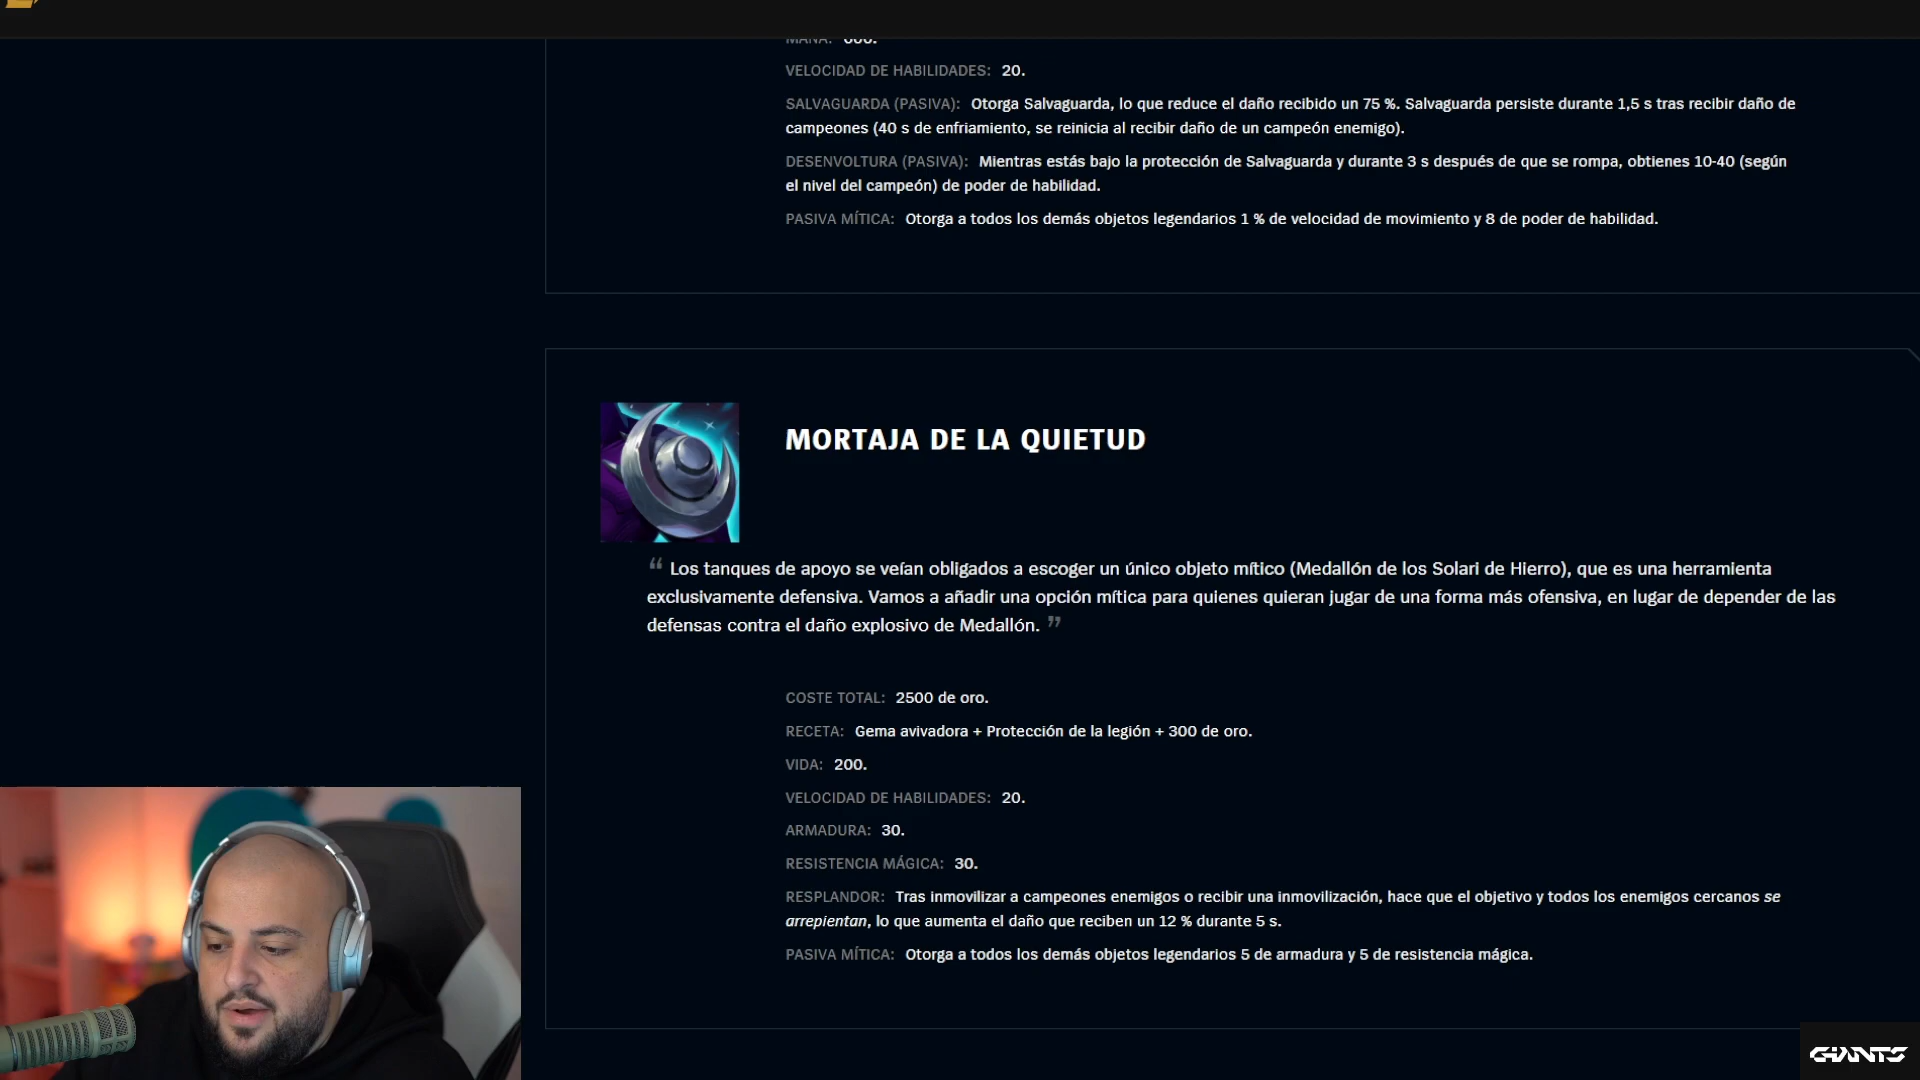 MANÁ: 600.
VELOCIDAD DE HABILIDADES: 20.
SALVAGUARDA (PASIVA): Otorga Salvaguarda, lo que reduce el daño recibido un 75 %. Salvaguarda persiste durante 1,5 s tras recibir daño de
campeones (40 s de enfriamiento, se reinicia al recibir daño de un campeón enemigo).
DESENVOLTURA (PASIVA): Mientras estás bajo la protección de Salvaguarda y durante 3 s después de que se rompa, obtienes 10-40 (según
el nivel del campeón) de poder de habilidad.
PASIVA MÍTICA: Otorga a todos los demás objetos legendarios 1 % de velocidad de movimiento y 8 de poder de habilidad.
MORTAJA DE LA QUIETUD
“ Los tanques de apoyo se veían obligados a escoger un único objeto mítico (Medallón de los Solari de Hierro), que es una herramienta
exclusivamente defensiva. Vamos a añadir una opción mítica para quienes quieran jugar de una forma más ofensiva, en lugar de depender de las
defensas contra el daño explosivo de Medallón. ”
COSTE TOTAL: 2500 de oro.
RECETA: Gema avivadora + Protección de la legión + 300 de oro.
VIDA: 200.
VELOCIDAD DE HABILIDADES: 20.
ARMADURA: 30.
RESISTENCIA MÁGICA: 30.
RESPLANDOR: Tras inmovilizar a campeones enemigos o recibir una inmovilización, hace que el objetivo y todos los enemigos cercanos se
arrepientan, lo que aumenta el daño que reciben un 12 % durante 5 s.
PASIVA MÍTICA: Otorga a todos los demás objetos legendarios 5 de armadura y 5 de resistencia mágica.
GIANTS